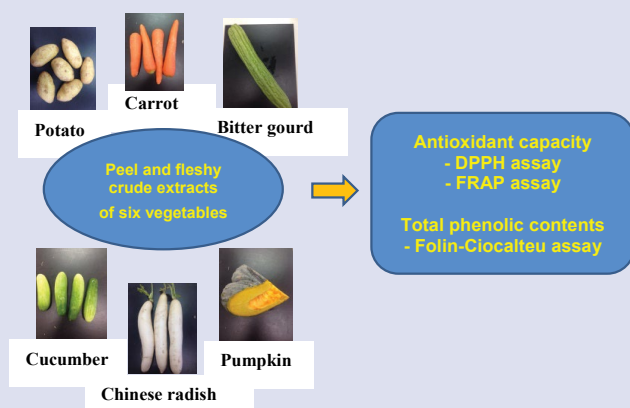 Carrot
Potato
Bitter gourd
Peel and fleshy
crude extracts
of six vegetables
Antioxidant capacity
- DPPH assay
- FRAP assay
Total phenolic contents
- Folin-Ciocalteu assay
Cucumber
Pumpkin
Chinese radish